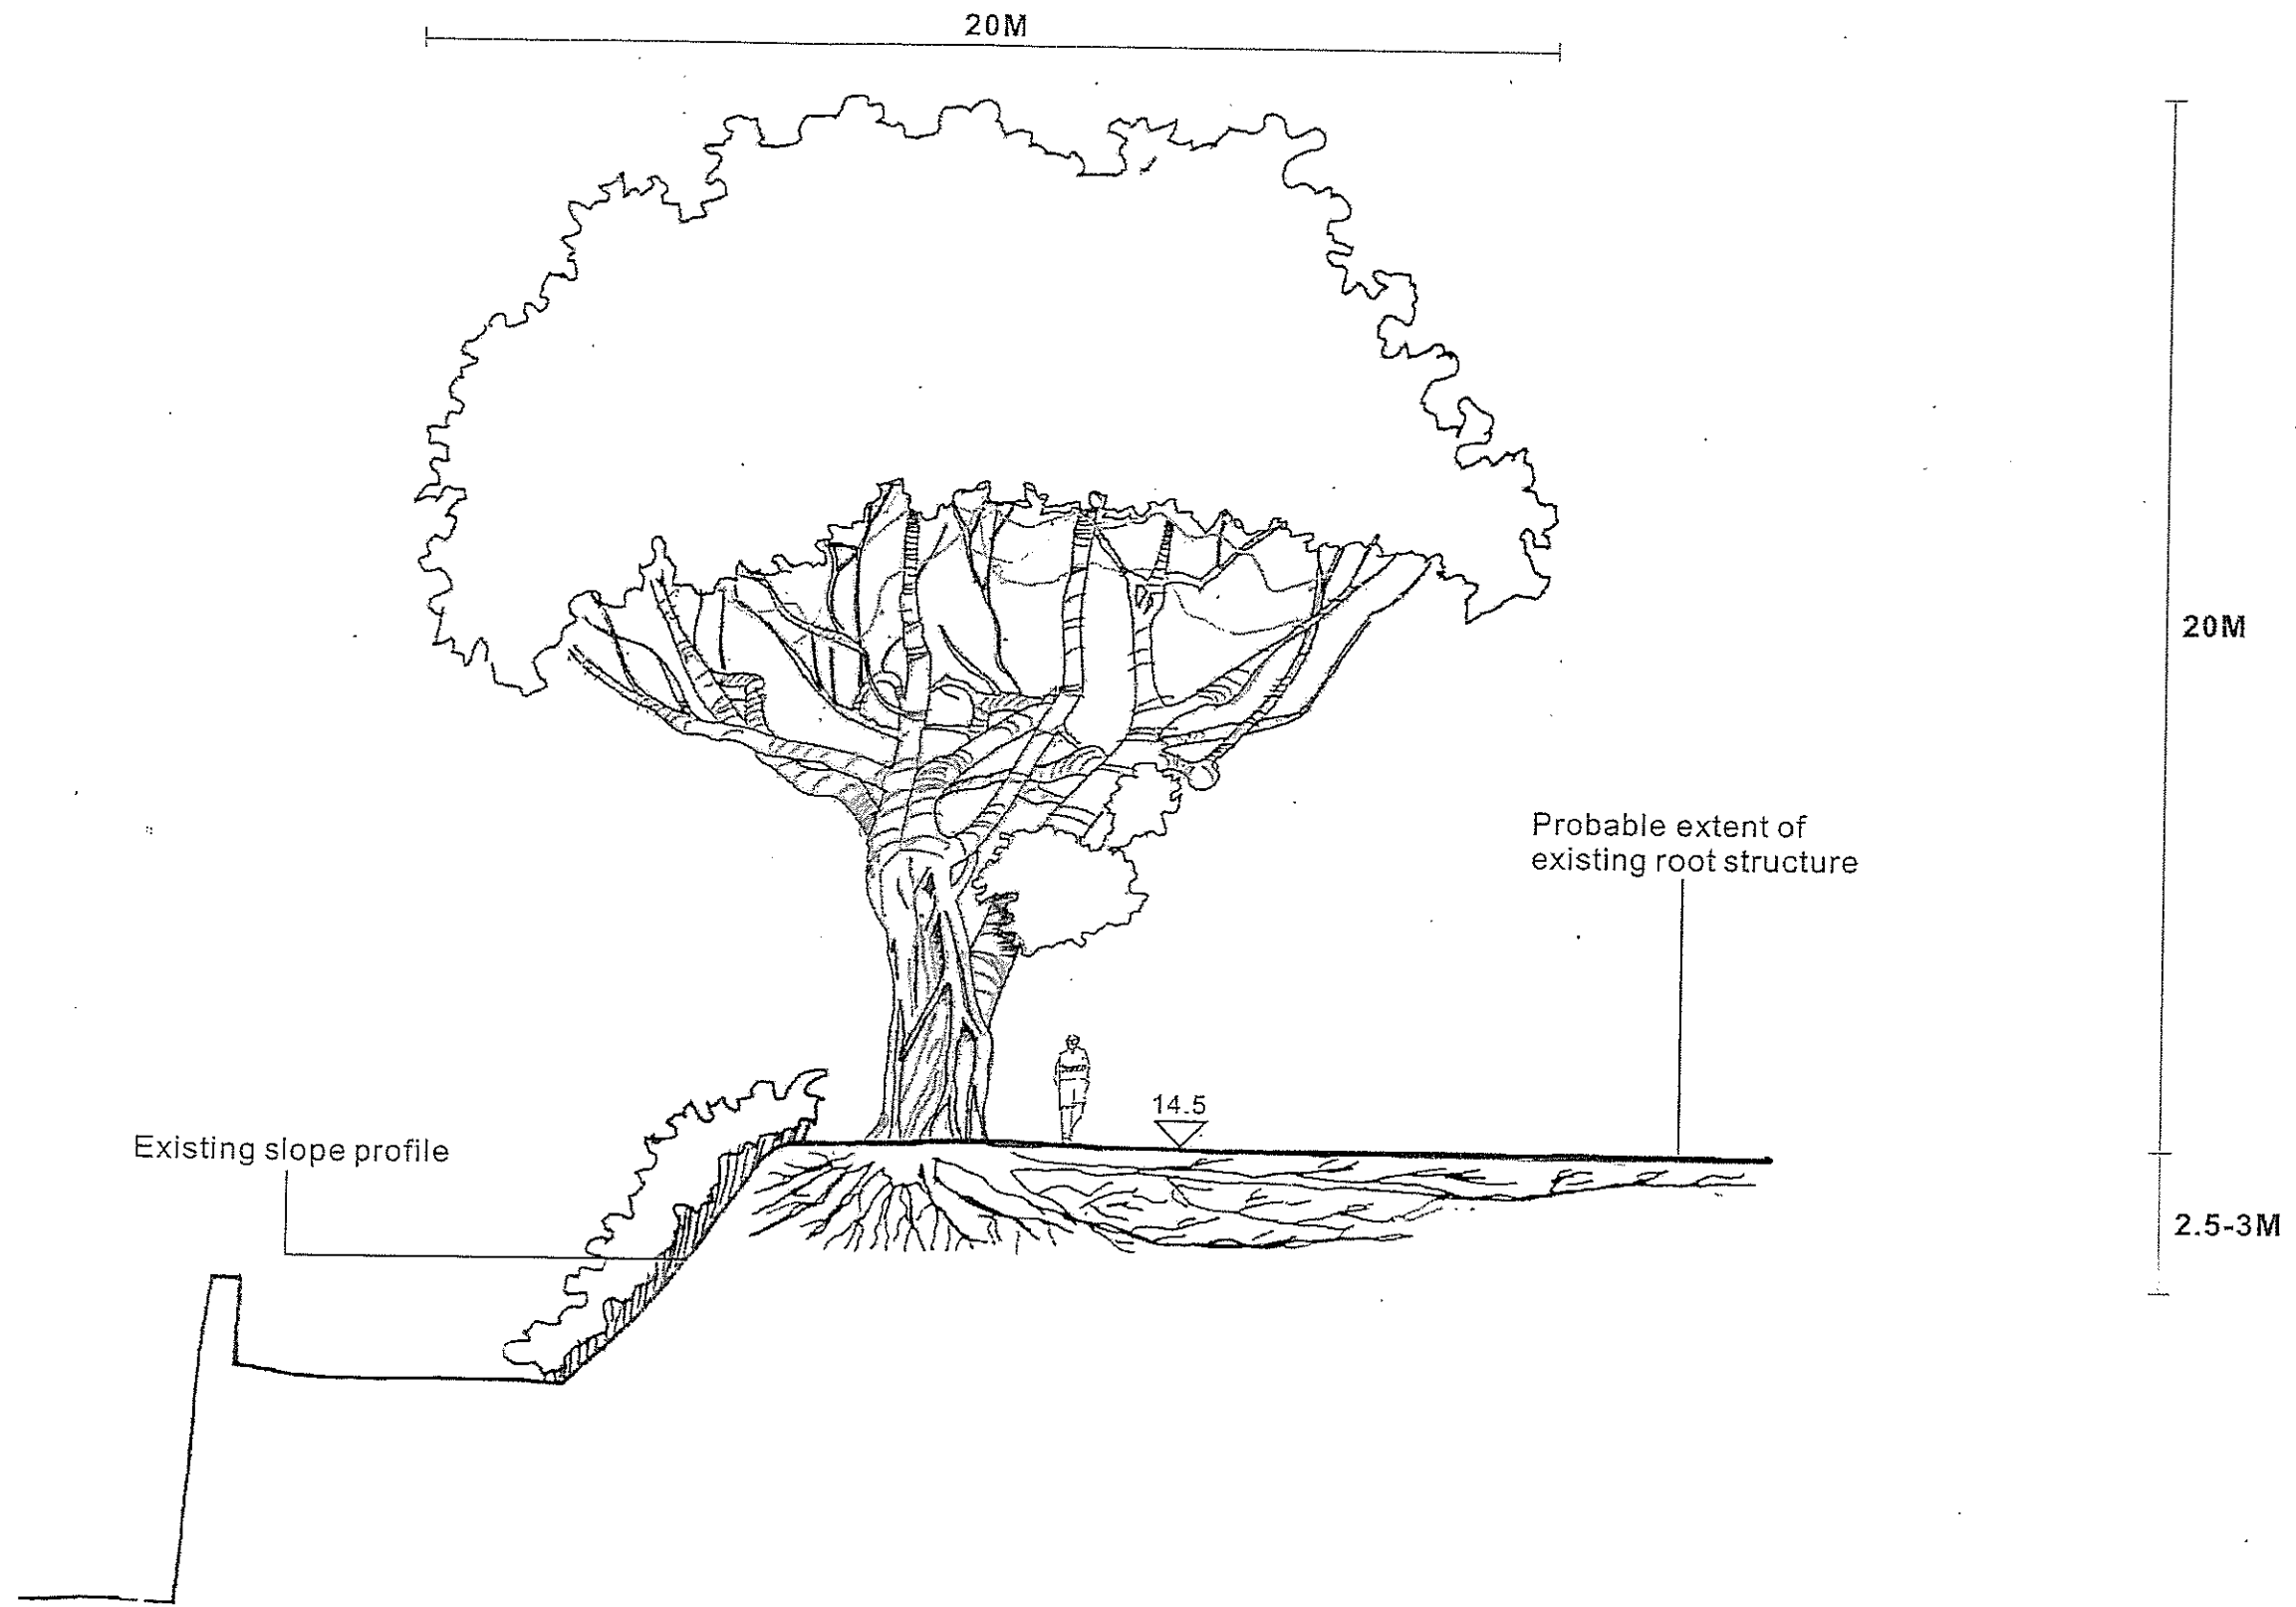 20M
20M
Probable extent of
existing root structure
14.5
Existing slope profile
2.5-3M